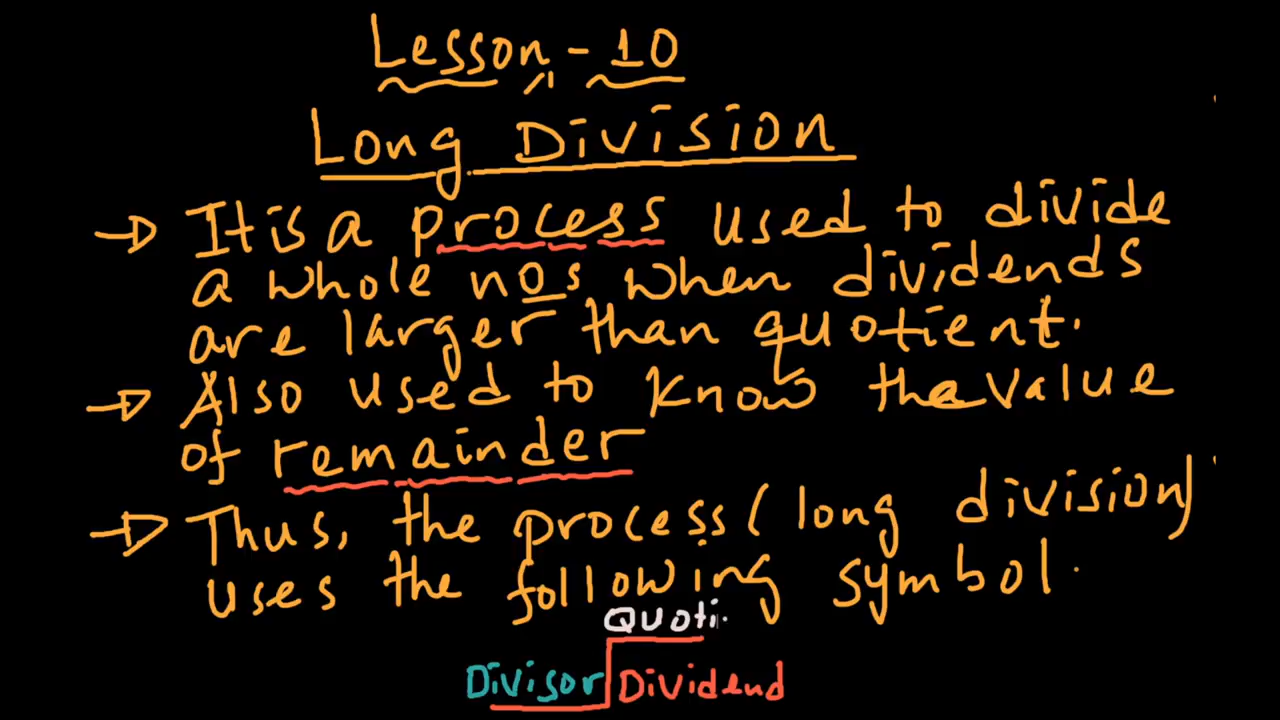 Lesson - 10
Long Division
→ It is a process used to divide
a whole nos when dividends
are larger than quotient.
→ Also used to know the value
of remainder
→ Thus, the process (long division)
uses the following symbol.
Quoti
Divisor Dividend